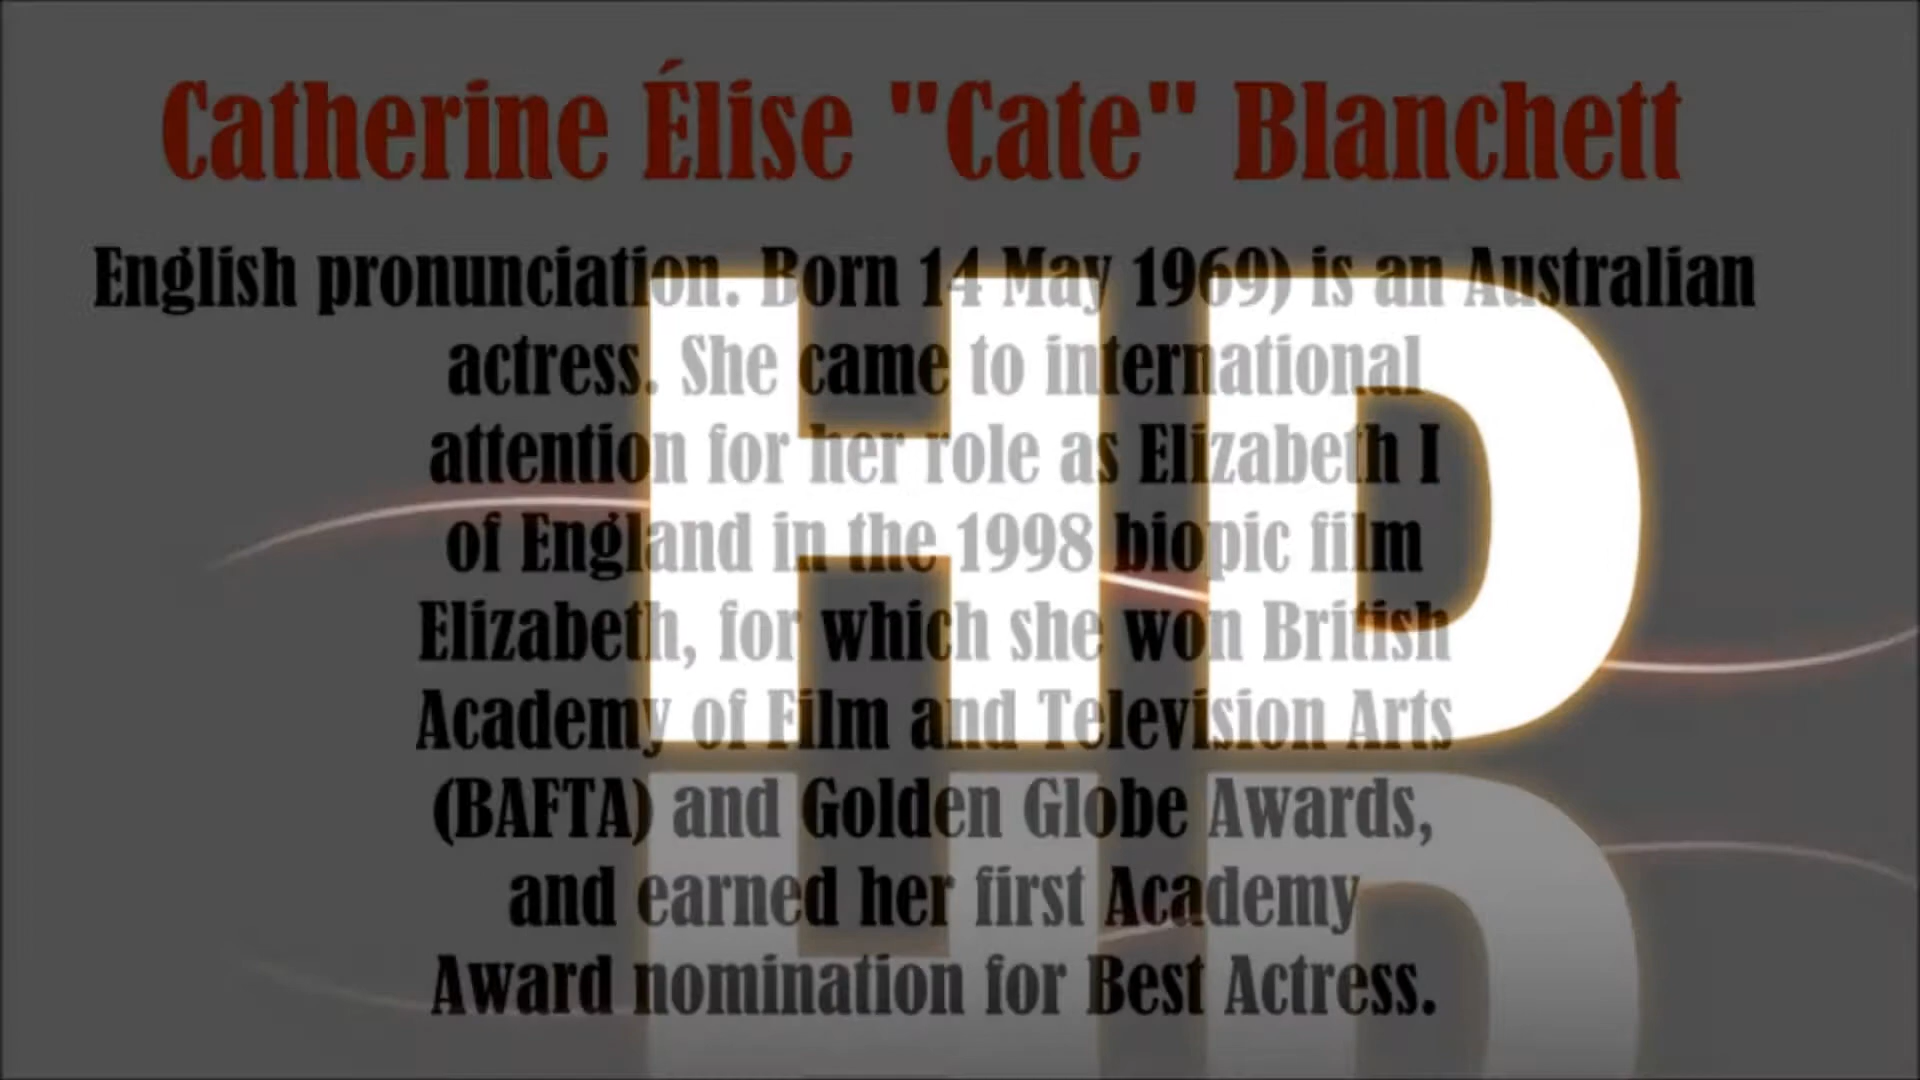 Catherine Élise "Cate" Blanchett
English pronunciation. Born 14 May 1969) is an Australian
actress. She came to international
attention for her role as Elizabeth I
of England in the 1998 biopic film
Elizabeth, for which she won British
Academy of Film and Television Arts
(BAFTA) and Golden Globe Awards,
and earned her first Academy
Award nomination for Best Actress.
HD